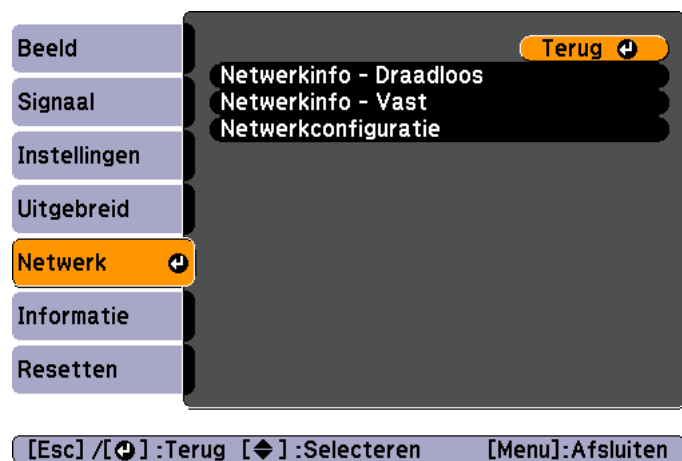 Beeld
Signaal
Instellingen
Uitgebreid
Netwerk
Informatie
Resetten
Terug
Netwerkinfo - Draadloos
Netwerkinfo - Vast
Netwerkconfiguratie
[Esc] /[⏎] :Terug [◆] :Selecteren [Menu]:Afsluiten